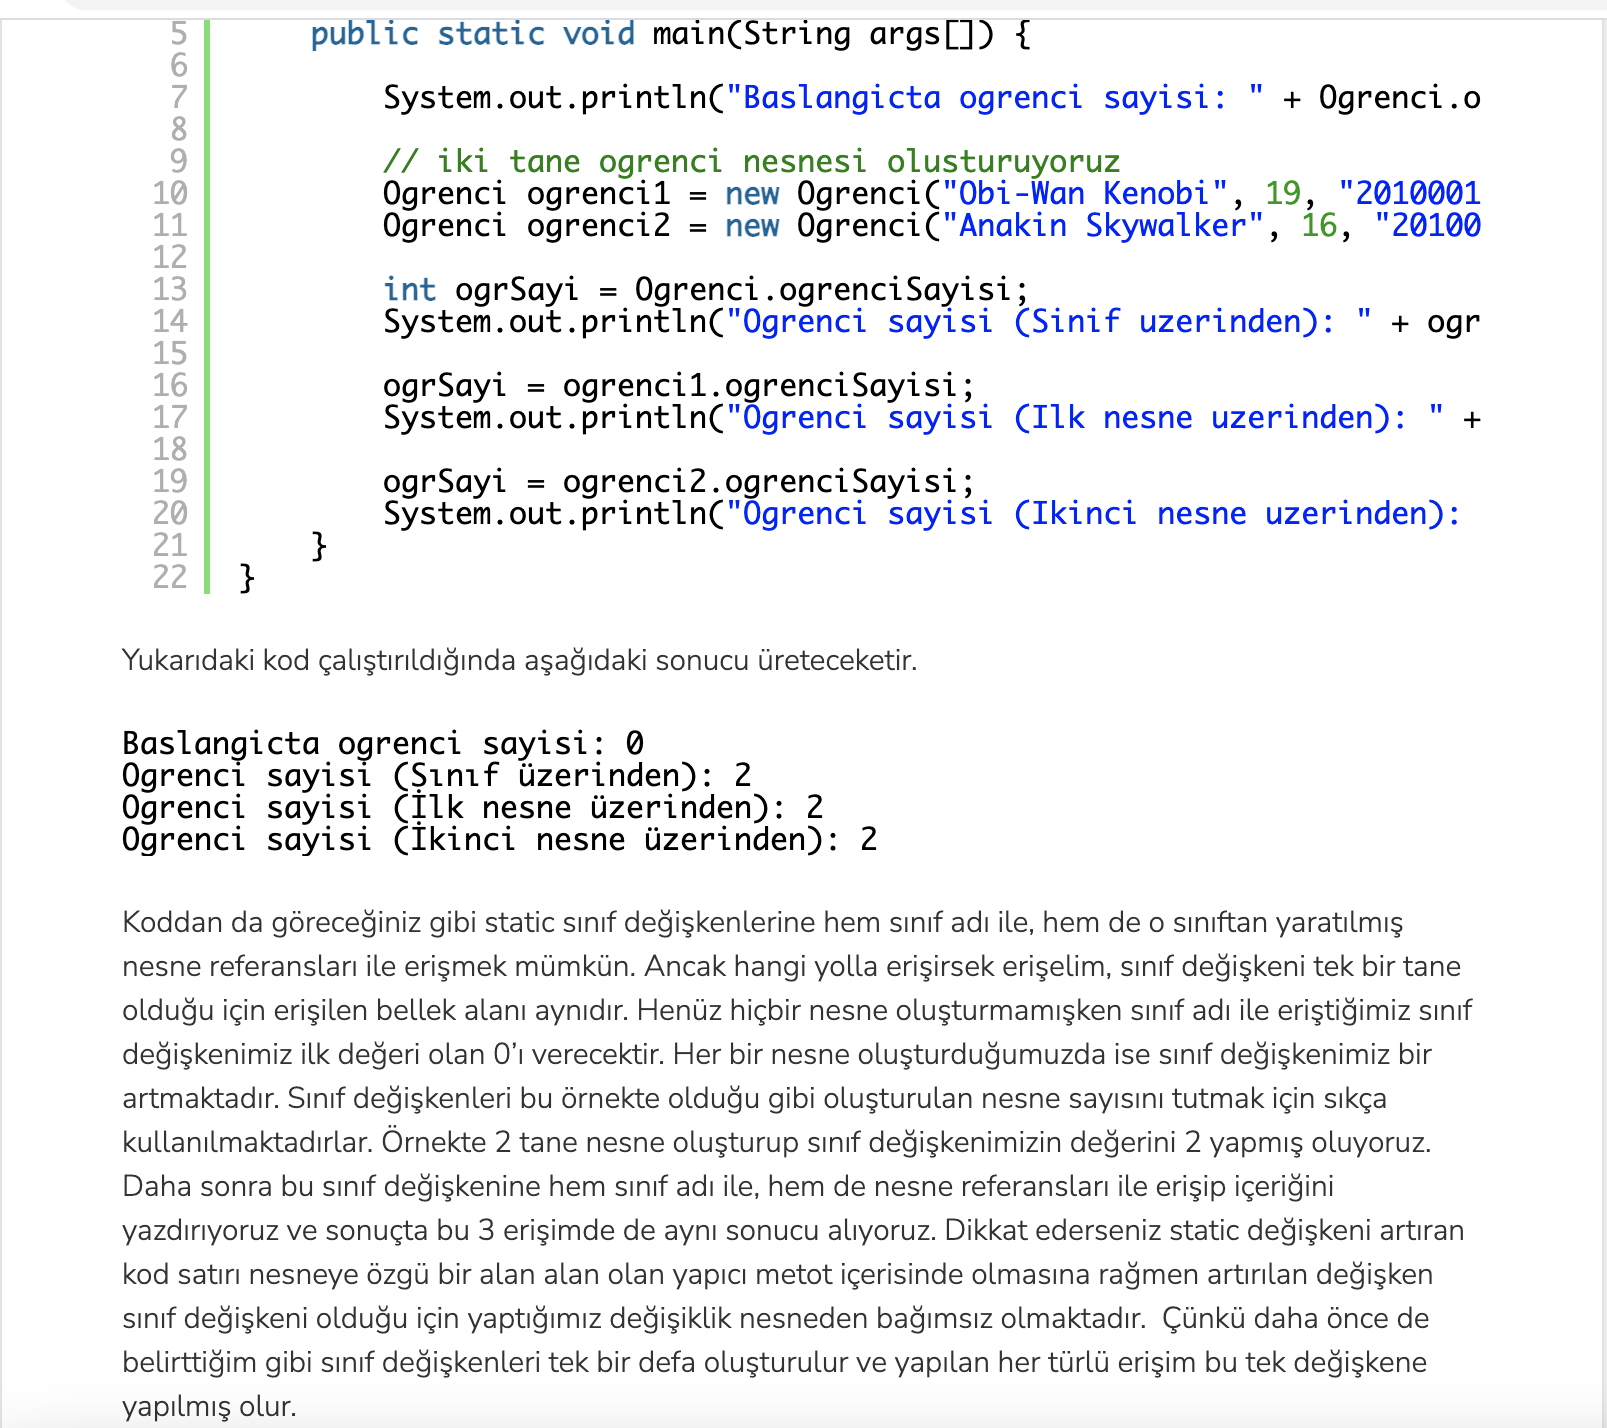 5 public static void main(String args[]) {
6
7 System.out.println("Baslangicta ogrenci sayisi: " + Ogrenci.o
8
9 // iki tane ogrenci nesnesi olusturuyoruz
10 Ogrenci ogrenci1 = new Ogrenci("Obi-Wan Kenobi", 19, "2010001
11 Ogrenci ogrenci2 = new Ogrenci("Anakin Skywalker", 16, "20100
12
13 int ogrSayi = Ogrenci.ogrenciSayisi;
14 System.out.println("Ogrenci sayisi (Sinif uzerinden): " + ogr
15
16 ogrSayi = ogrenci1.ogrenciSayisi;
17 System.out.println("Ogrenci sayisi (Ilk nesne uzerinden): " +
18
19 ogrSayi = ogrenci2.ogrenciSayisi;
20 System.out.println("Ogrenci sayisi (Ikinci nesne uzerinden):
21 }
22 }
Yukarıdaki kod çalıştırıldığında aşağıdaki sonucu üreteceketir.
Baslangicta ogrenci sayisi: 0
Ogrenci sayisi (Sınıf üzerinden): 2
Ogrenci sayisi (İlk nesne üzerinden): 2
Ogrenci sayisi (İkinci nesne üzerinden): 2
Koddan da göreceğiniz gibi static sınıf değişkenlerine hem sınıf adı ile, hem de o sınıftan yaratılmış
nesne referansları ile erişmek mümkün. Ancak hangi yolla erişirsek erişelim, sınıf değişkeni tek bir tane
olduğu için erişilen bellek alanı aynıdır. Henüz hiçbir nesne oluşturmamışken sınıf adı ile eriştiğimiz sınıf
değişkenimiz ilk değeri olan 0’ı verecektir. Her bir nesne oluşturduğumuzda ise sınıf değişkenimiz bir
artmaktadır. Sınıf değişkenleri bu örnekte olduğu gibi oluşturulan nesne sayısını tutmak için sıkça
kullanılmaktadırlar. Örnekte 2 tane nesne oluşturup sınıf değişkenimizin değerini 2 yapmış oluyoruz.
Daha sonra bu sınıf değişkenine hem sınıf adı ile, hem de nesne referansları ile erişip içeriğini
yazdırıyoruz ve sonuçta bu 3 erişimde de aynı sonucu alıyoruz. Dikkat ederseniz static değişkeni artıran
kod satırı nesneye özgü bir alan alan olan yapıcı metot içerisinde olmasına rağmen artırılan değişken
sınıf değişkeni olduğu için yaptığımız değişiklik nesneden bağımsız olmaktadır.  Çünkü daha önce de
belirttiğim gibi sınıf değişkenleri tek bir defa oluşturulur ve yapılan her türlü erişim bu tek değişkene
yapılmış olur.